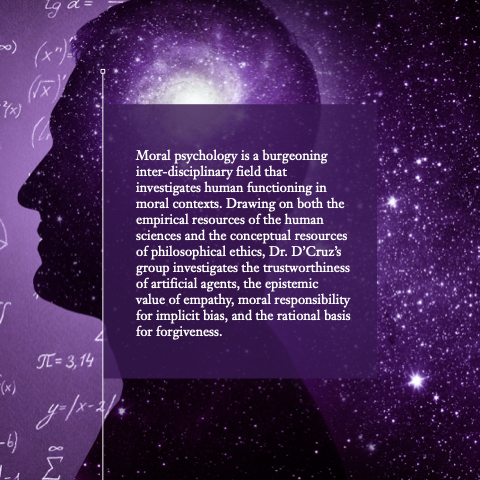 lg a =
(x")
(√x)'
Moral psychology is a burgeoning
inter-disciplinary field that
investigates human functioning in
moral contexts. Drawing on both the
empirical resources of the human
sciences and the conceptual resources
of philosophical ethics, Dr. D'Cruz's
group investigates the trustworthiness
of artificial agents, the epistemic
value of empathy, moral responsibility
for implicit bias, and the rational basis
for forgiveness.
π=3,14
y=/x-2/
∞
Σ